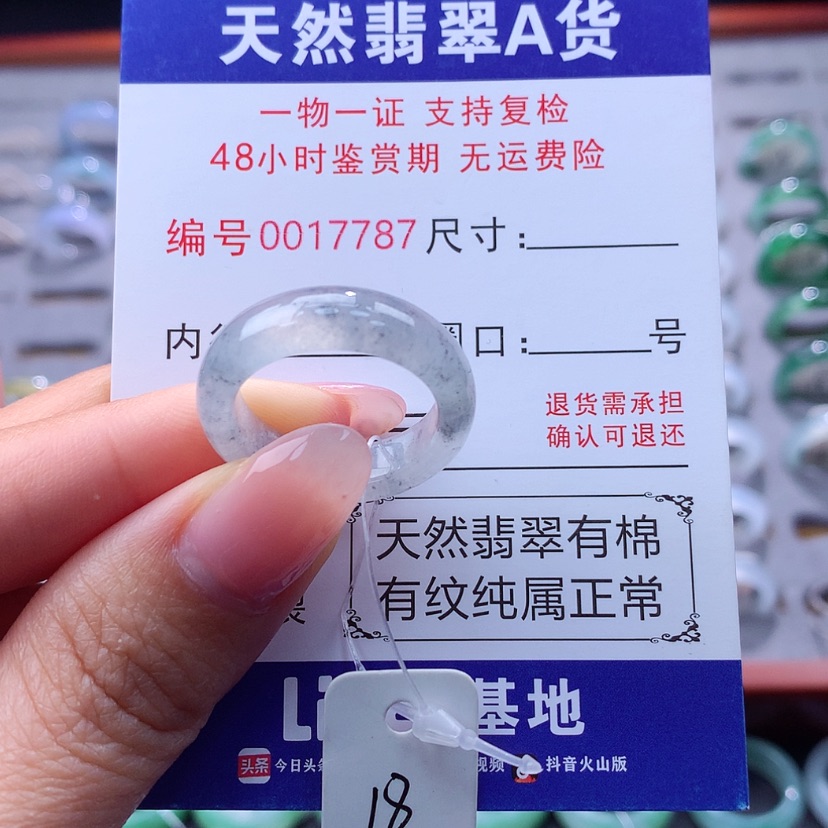 天然翡翠A货
一物一证 支持复检
48小时鉴赏期 无运费险
编号0017787 尺寸:
内 圈口: 号
退货需承担
确认可退还
天然翡翠有棉
有纹纯属正常
基地
头条 今日头 视频 抖音火山版
18